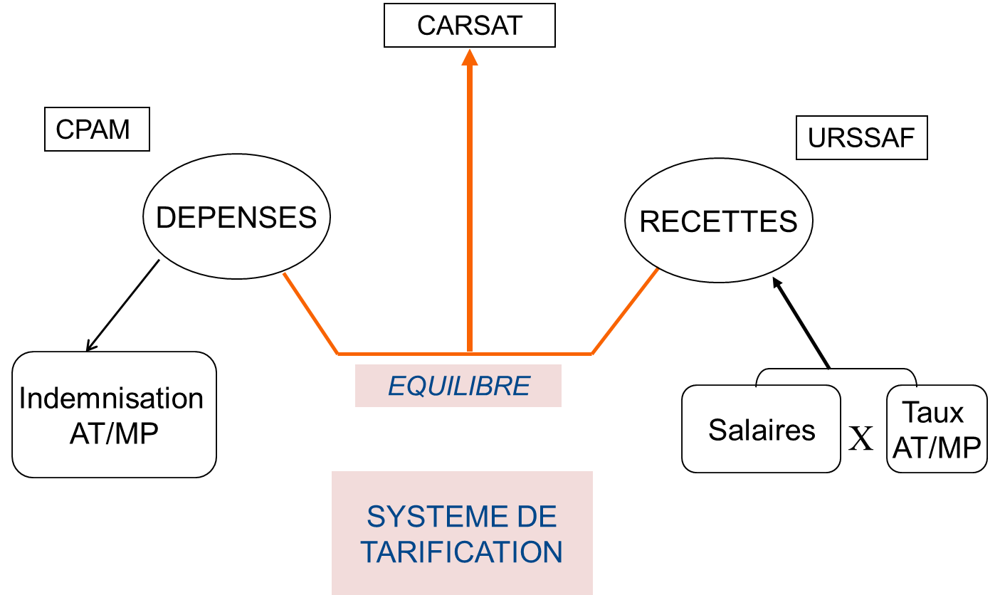 CARSAT
CPAM
URSSAF
DEPENSES
RECETTES
EQUILIBRE
Indemnisation
AT/MP
Salaires
X
Taux
AT/MP
SYSTEME DE
TARIFICATION